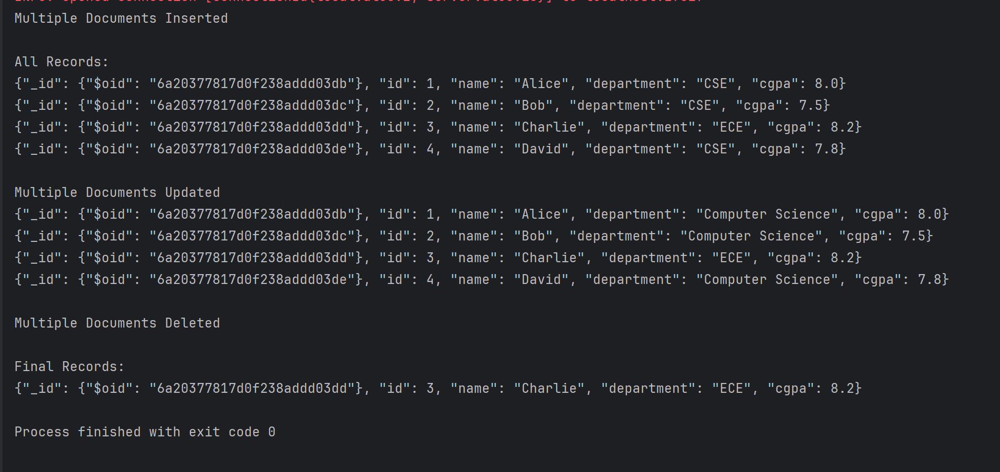 Multiple Documents Inserted
All Records:
{"_id": {"$oid": "6a20377817d0f238addd03db"}, "id": 1, "name": "Alice", "department": "CSE", "cgpa": 8.0}
{"_id": {"$oid": "6a20377817d0f238addd03dc"}, "id": 2, "name": "Bob", "department": "CSE", "cgpa": 7.5}
{"_id": {"$oid": "6a20377817d0f238addd03dd"}, "id": 3, "name": "Charlie", "department": "ECE", "cgpa": 8.2}
{"_id": {"$oid": "6a20377817d0f238addd03de"}, "id": 4, "name": "David", "department": "CSE", "cgpa": 7.8}
Multiple Documents Updated
{"_id": {"$oid": "6a20377817d0f238addd03db"}, "id": 1, "name": "Alice", "department": "Computer Science", "cgpa": 8.0}
{"_id": {"$oid": "6a20377817d0f238addd03dc"}, "id": 2, "name": "Bob", "department": "Computer Science", "cgpa": 7.5}
{"_id": {"$oid": "6a20377817d0f238addd03dd"}, "id": 3, "name": "Charlie", "department": "ECE", "cgpa": 8.2}
{"_id": {"$oid": "6a20377817d0f238addd03de"}, "id": 4, "name": "David", "department": "Computer Science", "cgpa": 7.8}
Multiple Documents Deleted
Final Records:
{"_id": {"$oid": "6a20377817d0f238addd03dd"}, "id": 3, "name": "Charlie", "department": "ECE", "cgpa": 8.2}
Process finished with exit code 0